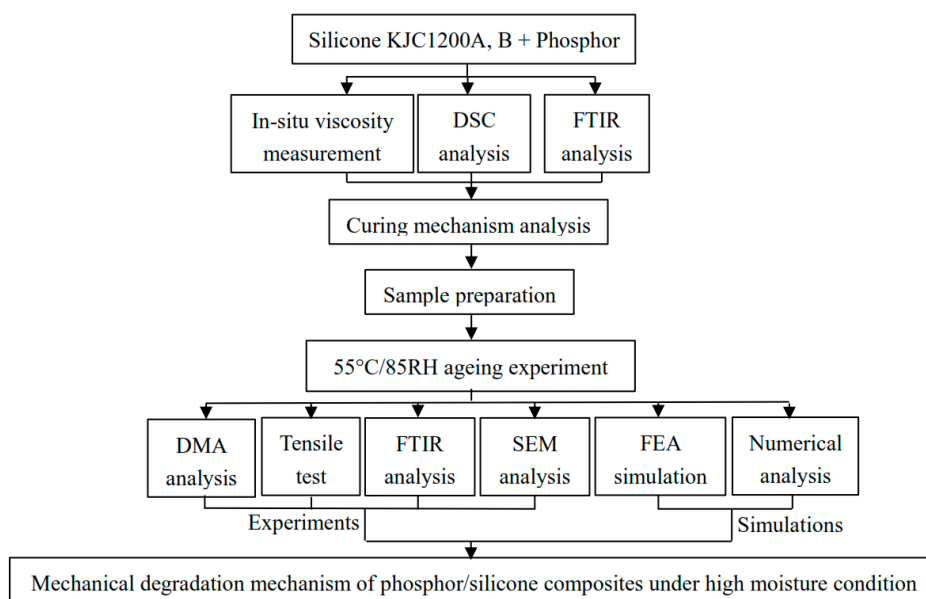 Silicone KJC1200A, B + Phosphor
In-situ viscosity
measurement
DSC
analysis
FTIR
analysis
Curing mechanism analysis
Sample preparation
55°C/85RH ageing experiment
DMA
analysis
Tensile
test
FTIR
analysis
SEM
analysis
FEA
simulation
Numerical
analysis
Experiments
Simulations
Mechanical degradation mechanism of phosphor/silicone composites under high moisture condition